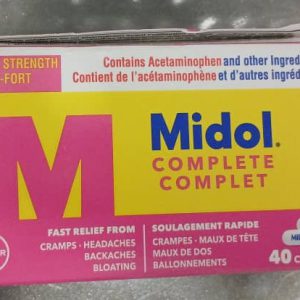 STRENGTH
-FORT
Contains Acetaminophen and other Ingred
Contient de l'acétaminophène et d'autres ingréd
M
Midol®
COMPLETE
COMPLET
FAST RELIEF FROM
CRAMPS • HEADACHES
BACKACHES
BLOATING
SOULAGEMENT RAPIDE
CRAMPES • MAUX DE TÊTE
MAUX DE DOS
BALLONNEMENTS
40 C